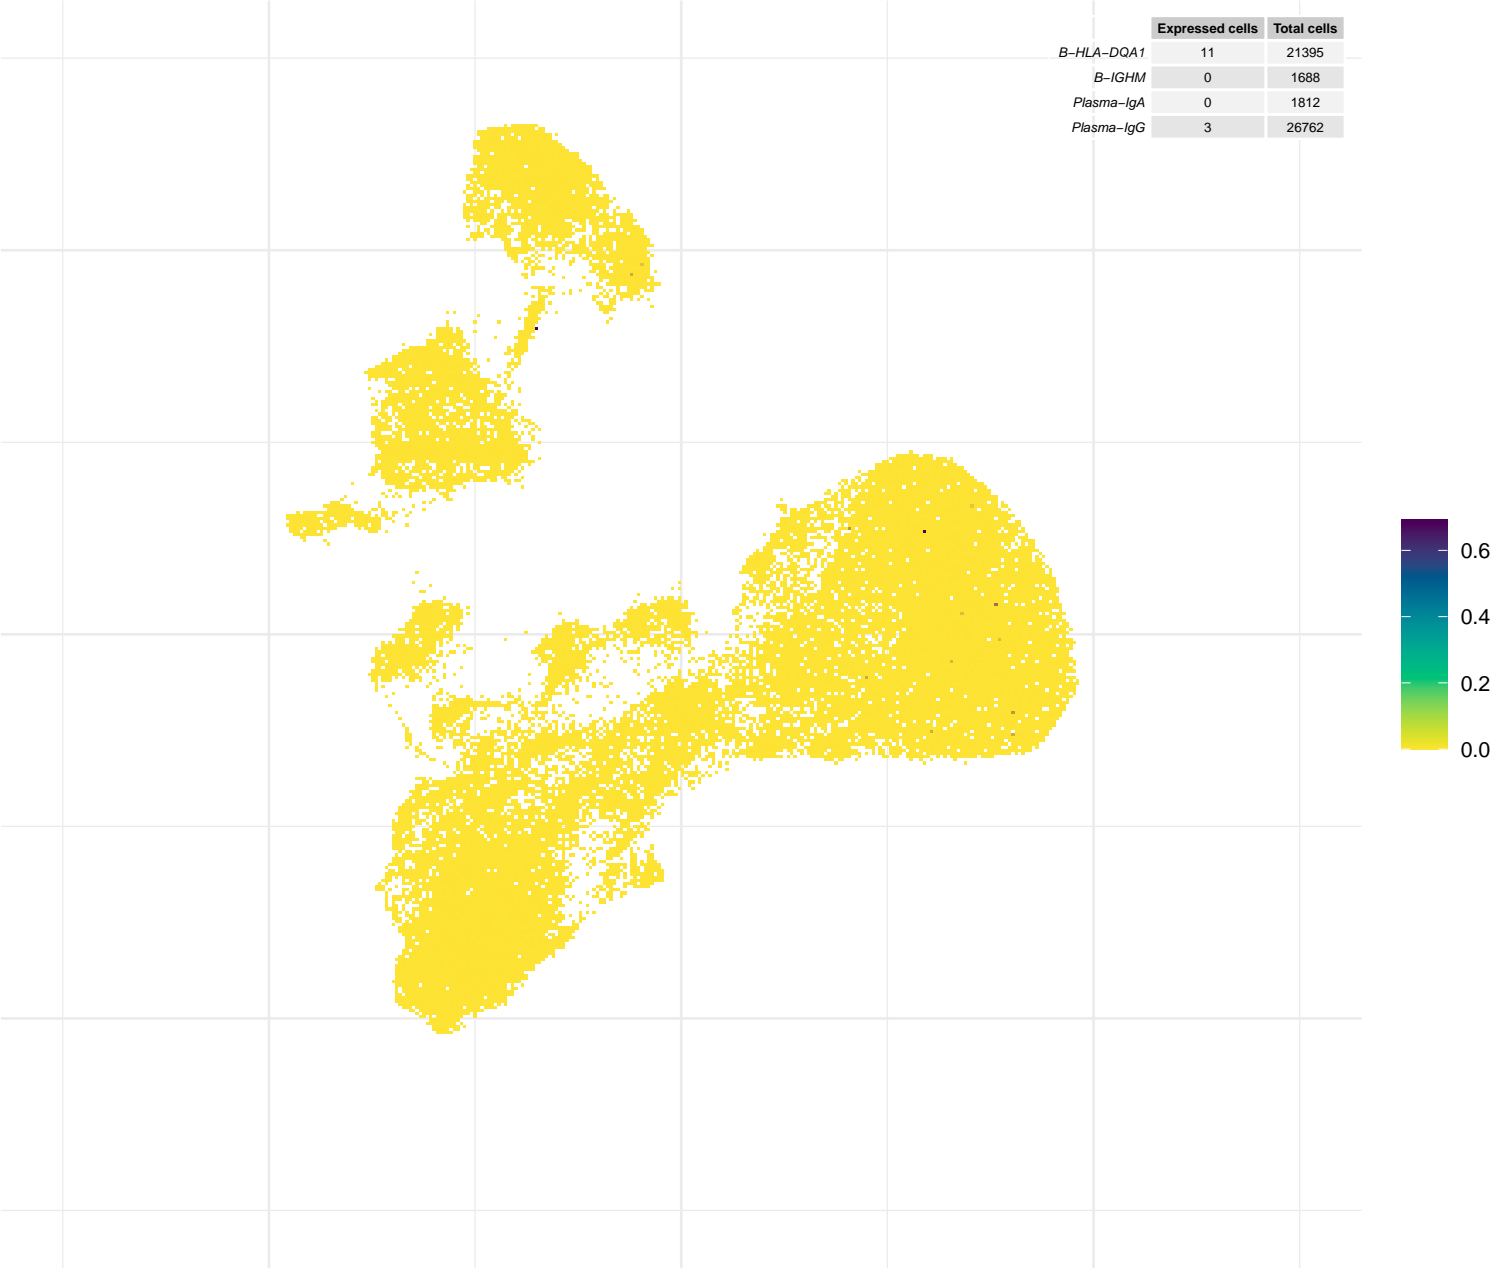 Expressed cells Total cells
B−HLA−DQA1 11 21395
B−IGHM 0 1688
Plasma−IgA 0 1812
Plasma−IgG 3 26762
0.6
0.4
0.2
0.0